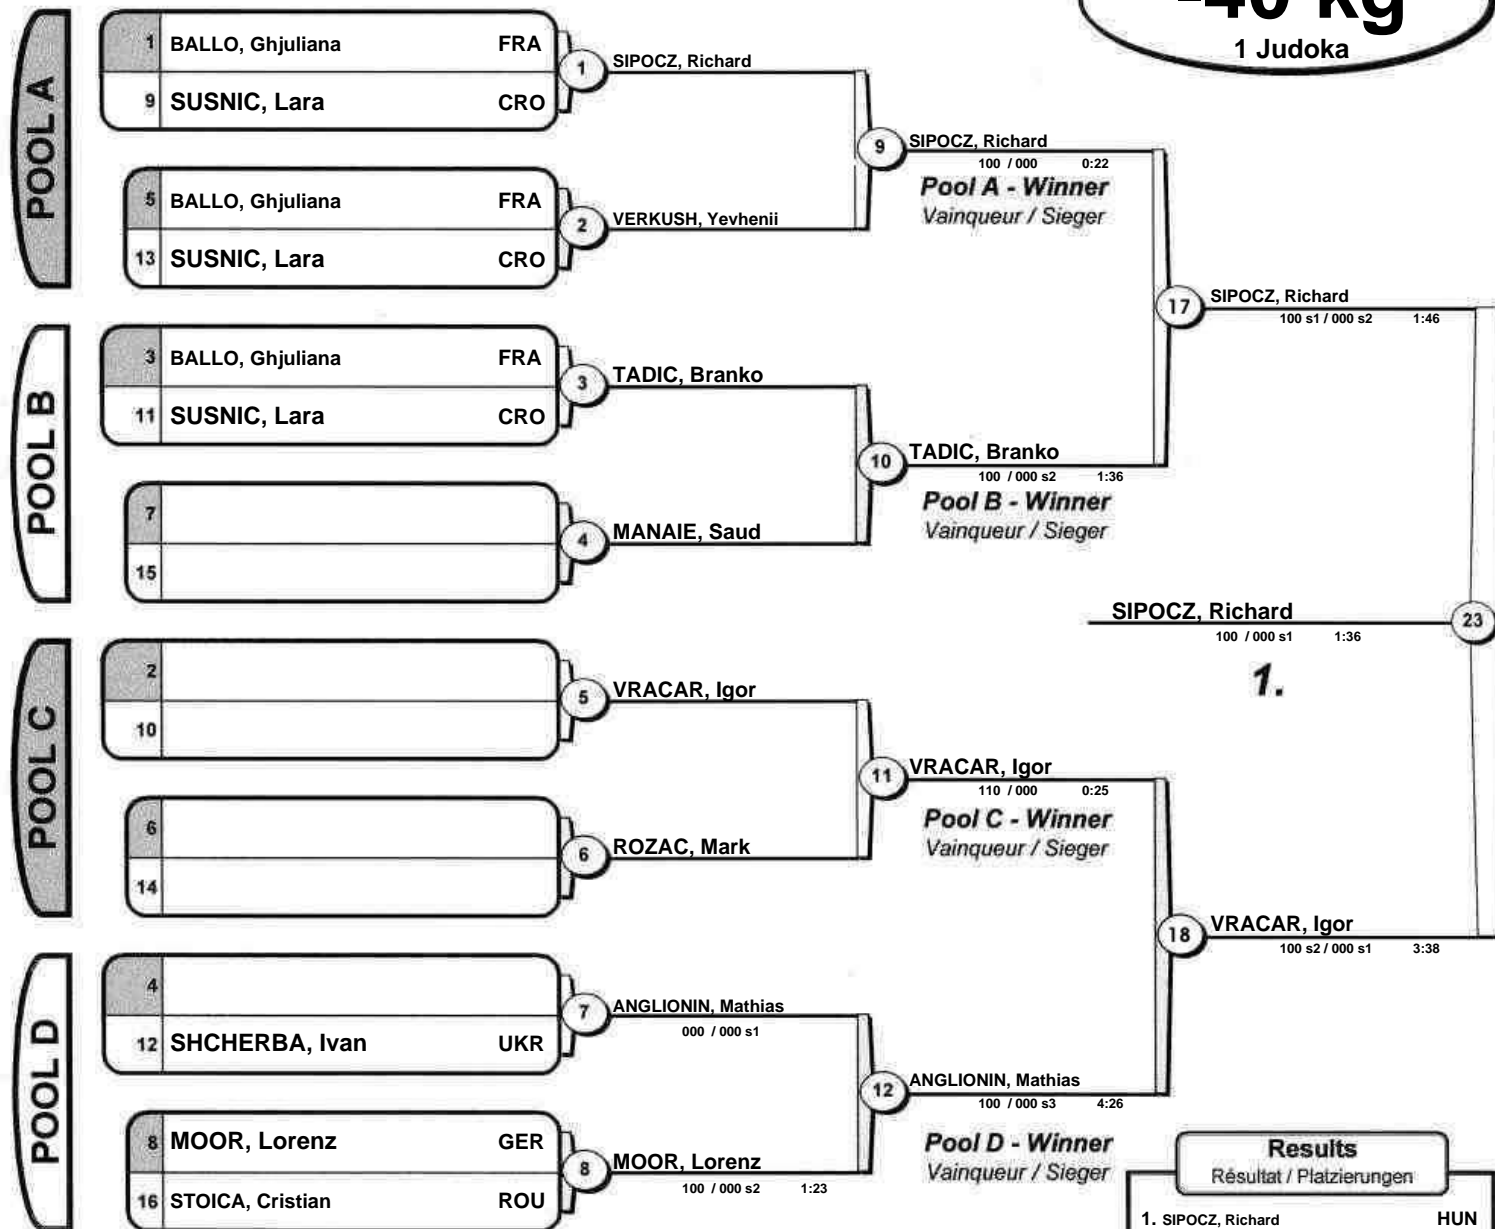 -40 kg
1 Judoka
POOL A
1 BALLO, Ghjuliana FRA
9 SUSNIC, Lara CRO
1 SIPOCZ, Richard
5 BALLO, Ghjuliana FRA
13 SUSNIC, Lara CRO
2 VERKUSH, Yevhenii
9 SIPOCZ, Richard
100 / 000 0:22
Pool A - Winner
Vainqueur / Sieger
POOL B
3 BALLO, Ghjuliana FRA
11 SUSNIC, Lara CRO
3 TADIC, Branko
7
15
4 MANAIE, Saud
10 TADIC, Branko
100 / 000 s2 1:36
Pool B - Winner
Vainqueur / Sieger
17 SIPOCZ, Richard
100 s1 / 000 s2 1:46
SIPOCZ, Richard 23
100 / 000 s1 1:36
1.
POOL C
2
10
5 VRACAR, Igor
6
14
6 ROZAC, Mark
11 VRACAR, Igor
110 / 000 0:25
Pool C - Winner
Vainqueur / Sieger
18 VRACAR, Igor
100 s2 / 000 s1 3:38
POOL D
4
12 SHCHERBA, Ivan UKR
7 ANGLIONIN, Mathias
000 / 000 s1
8 MOOR, Lorenz GER
16 STOICA, Cristian ROU
8 MOOR, Lorenz
100 / 000 s2 1:23
12 ANGLIONIN, Mathias
100 / 000 s3 4:26
Pool D - Winner
Vainqueur / Sieger
Results
Résultat / Platzierungen
1. SIPOCZ, Richard HUN